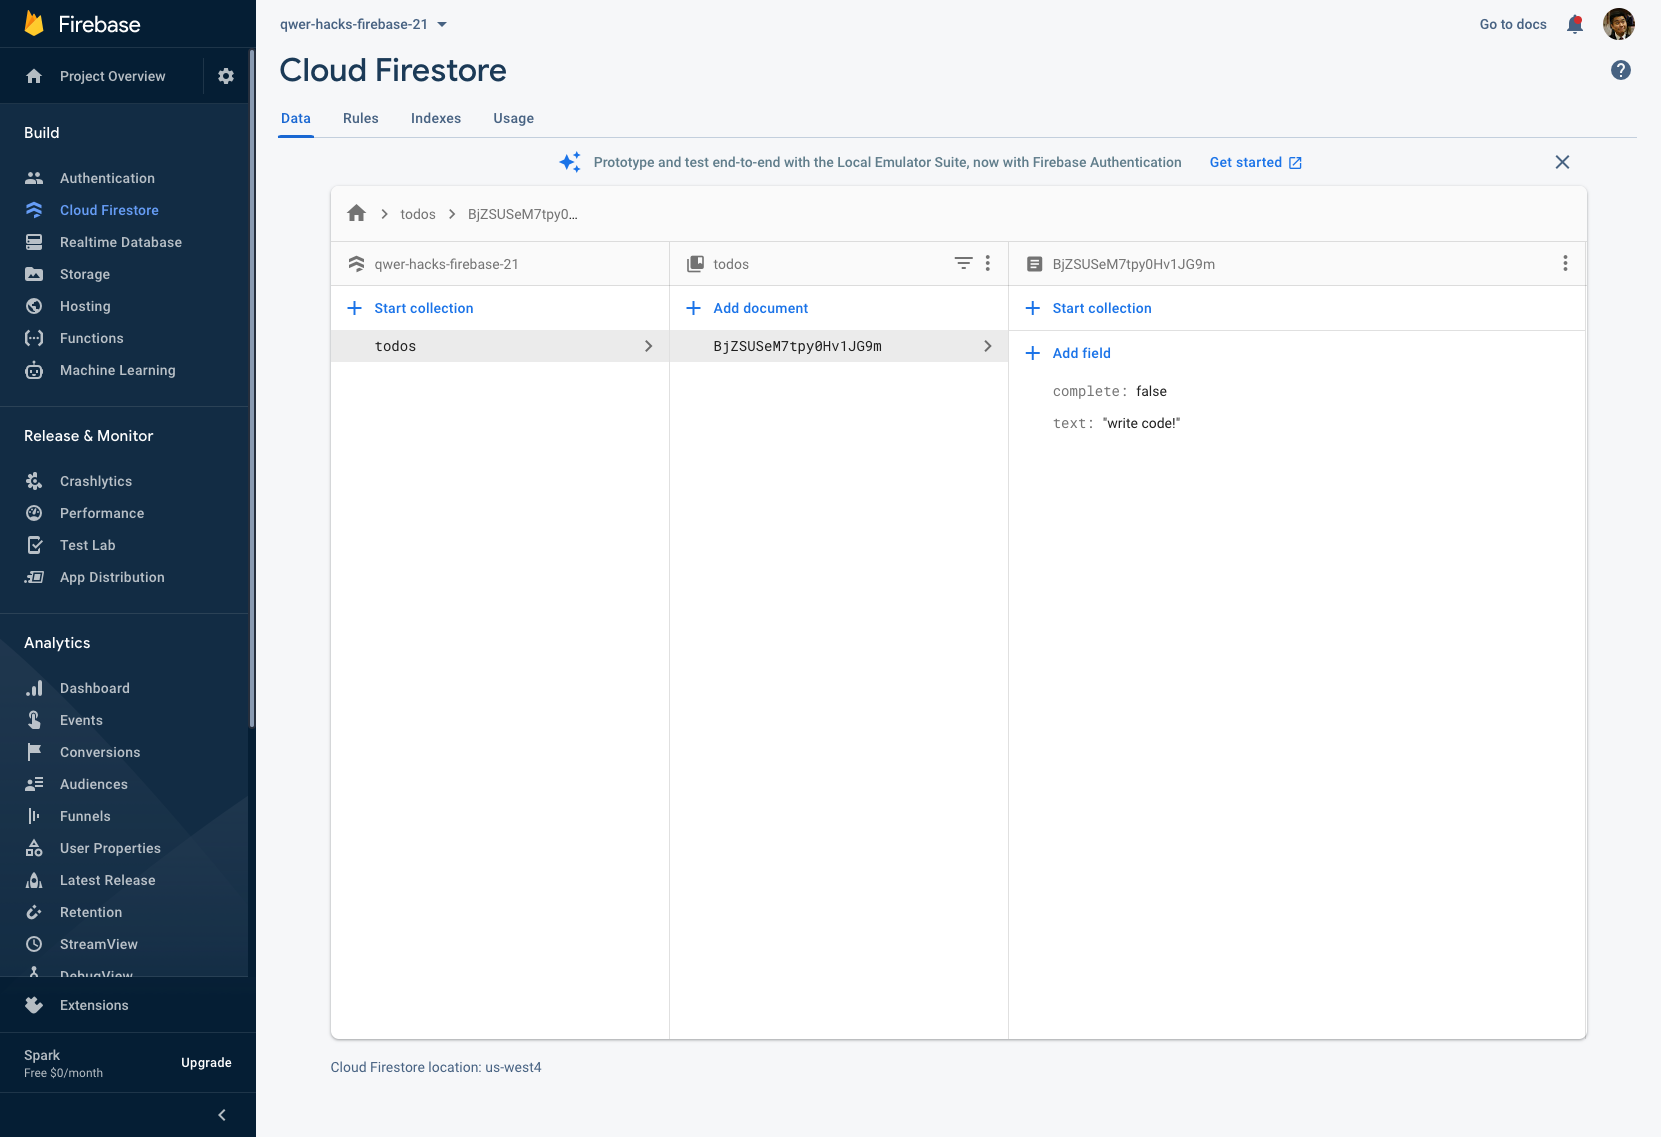 Firebase
Project Overview
Build
Authentication
Cloud Firestore
Realtime Database
Storage
Hosting
Functions
Machine Learning
Release & Monitor
Crashlytics
Performance
Test Lab
App Distribution
Analytics
Dashboard
Events
Conversions
Audiences
Funnels
User Properties
Latest Release
Retention
StreamView
DebugView
Extensions
Spark
Free $0/month
Upgrade
qwer-hacks-firebase-21
Go to docs
Cloud Firestore
Data Rules Indexes Usage
Prototype and test end-to-end with the Local Emulator Suite, now with Firebase Authentication Get started
todos BjZSUSeM7tpy0...
qwer-hacks-firebase-21
Start collection
todos
todos
Add document
BjZSUSeM7tpy0Hv1JG9m
BjZSUSeM7tpy0Hv1JG9m
Start collection
Add field
complete: false
text: "write code!"
Cloud Firestore location: us-west4